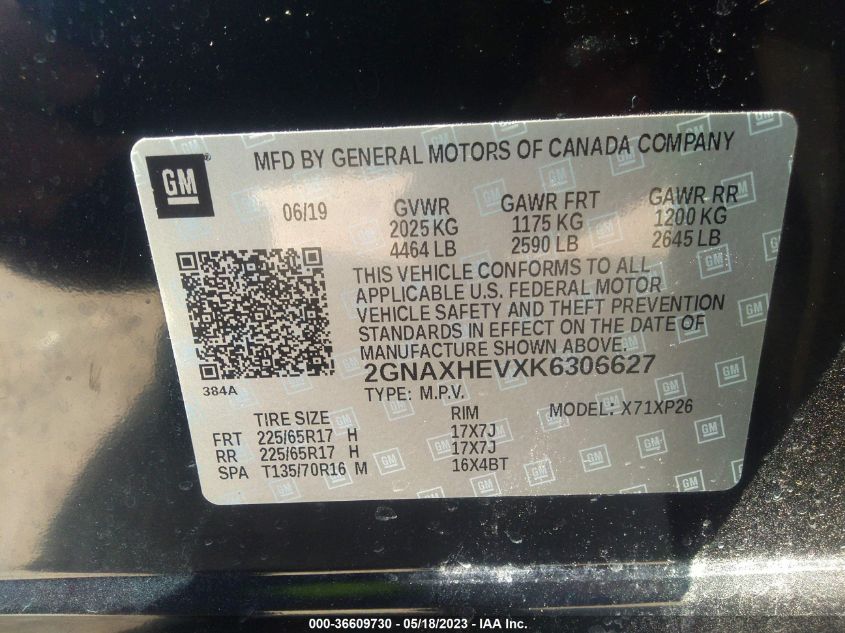 MFD BY GENERAL MOTORS OF CANADA COMPANY
GM ®
06/19 GVWR GAWR FRT GAWR RR
2025 KG 1175 KG 1200 KG
4464 LB 2590 LB 2645 LB
THIS VEHICLE CONFORMS TO ALL
APPLICABLE U.S. FEDERAL MOTOR
VEHICLE SAFETY AND THEFT PREVENTION
STANDARDS IN EFFECT ON THE DATE OF
MANUFACTURE SHOWN ABOVE.
2GNAXHEVXK6306627
384A
TYPE: M.P.V. MODEL: X71XP26
TIRE SIZE RIM
FRT 225/65R17 H 17X7J
RR 225/65R17 H 17X7J
SPA T135/70R16 M 16X4BT
000-36609730 - 05/18/2023 - IAA Inc.